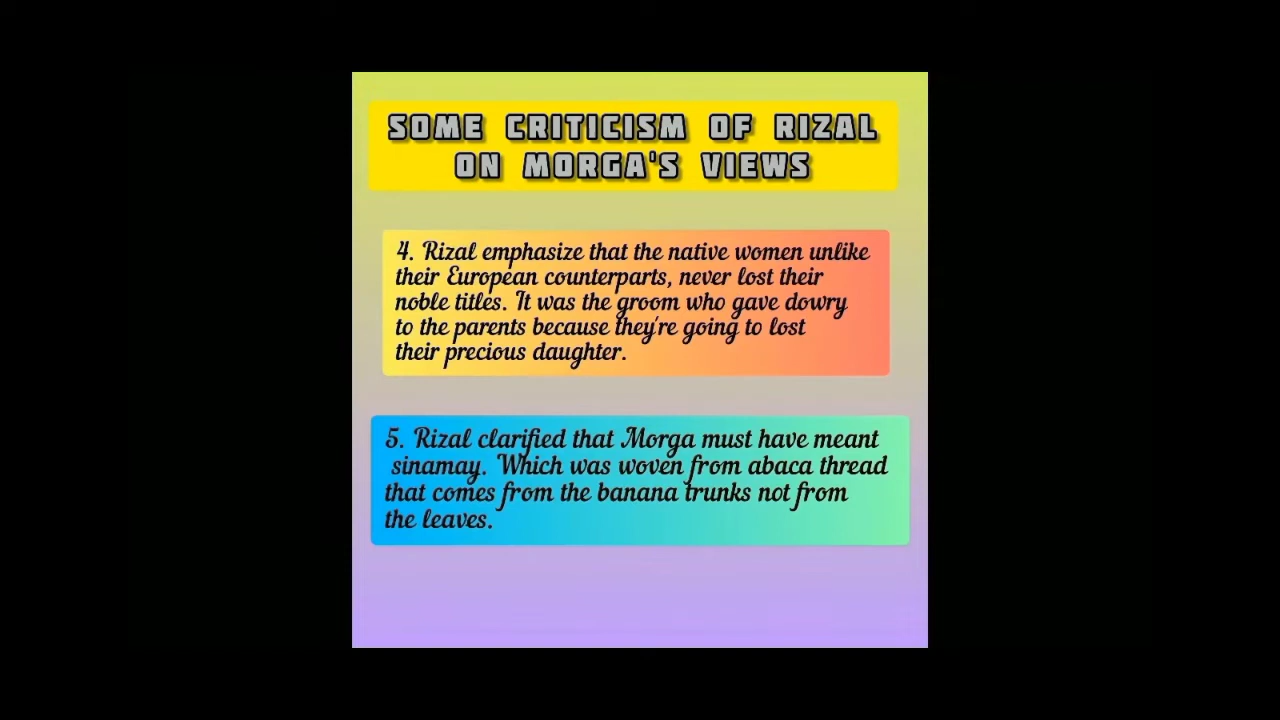 SOME CRITICISM OF RIZAL
ON MORGA'S VIEWS
4. Rizal emphasize that the native women unlike
their European counterparts, never lost their
noble titles. It was the groom who gave dowry
to the parents because they're going to lost
their precious daughter.
5. Rizal clarified that Morga must have meant
sinamay. Which was woven from abaca thread
that comes from the banana trunks not from
the leaves.